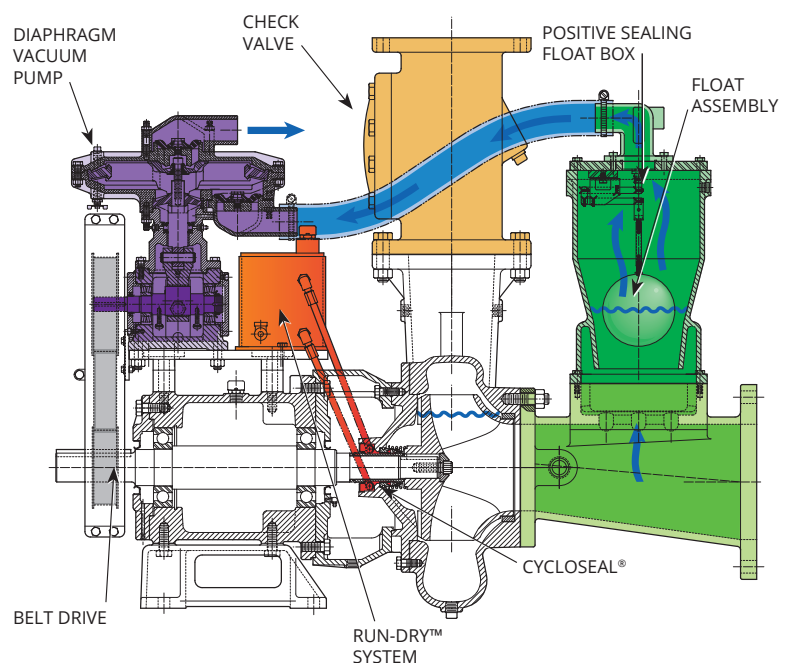 DIAPHRAGM
VACUUM
PUMP
CHECK
VALVE
POSITIVE SEALING
FLOAT BOX
FLOAT
ASSEMBLY
BELT DRIVE
RUN-DRY™
SYSTEM
CYCLOSEAL®